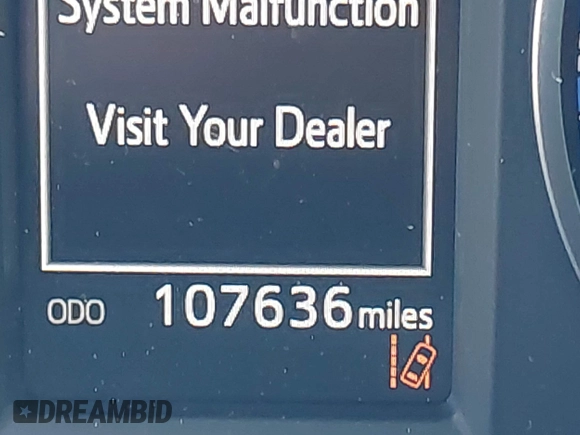 System Malfunction
Visit Your Dealer
ODO 107636 miles
DREAMBID